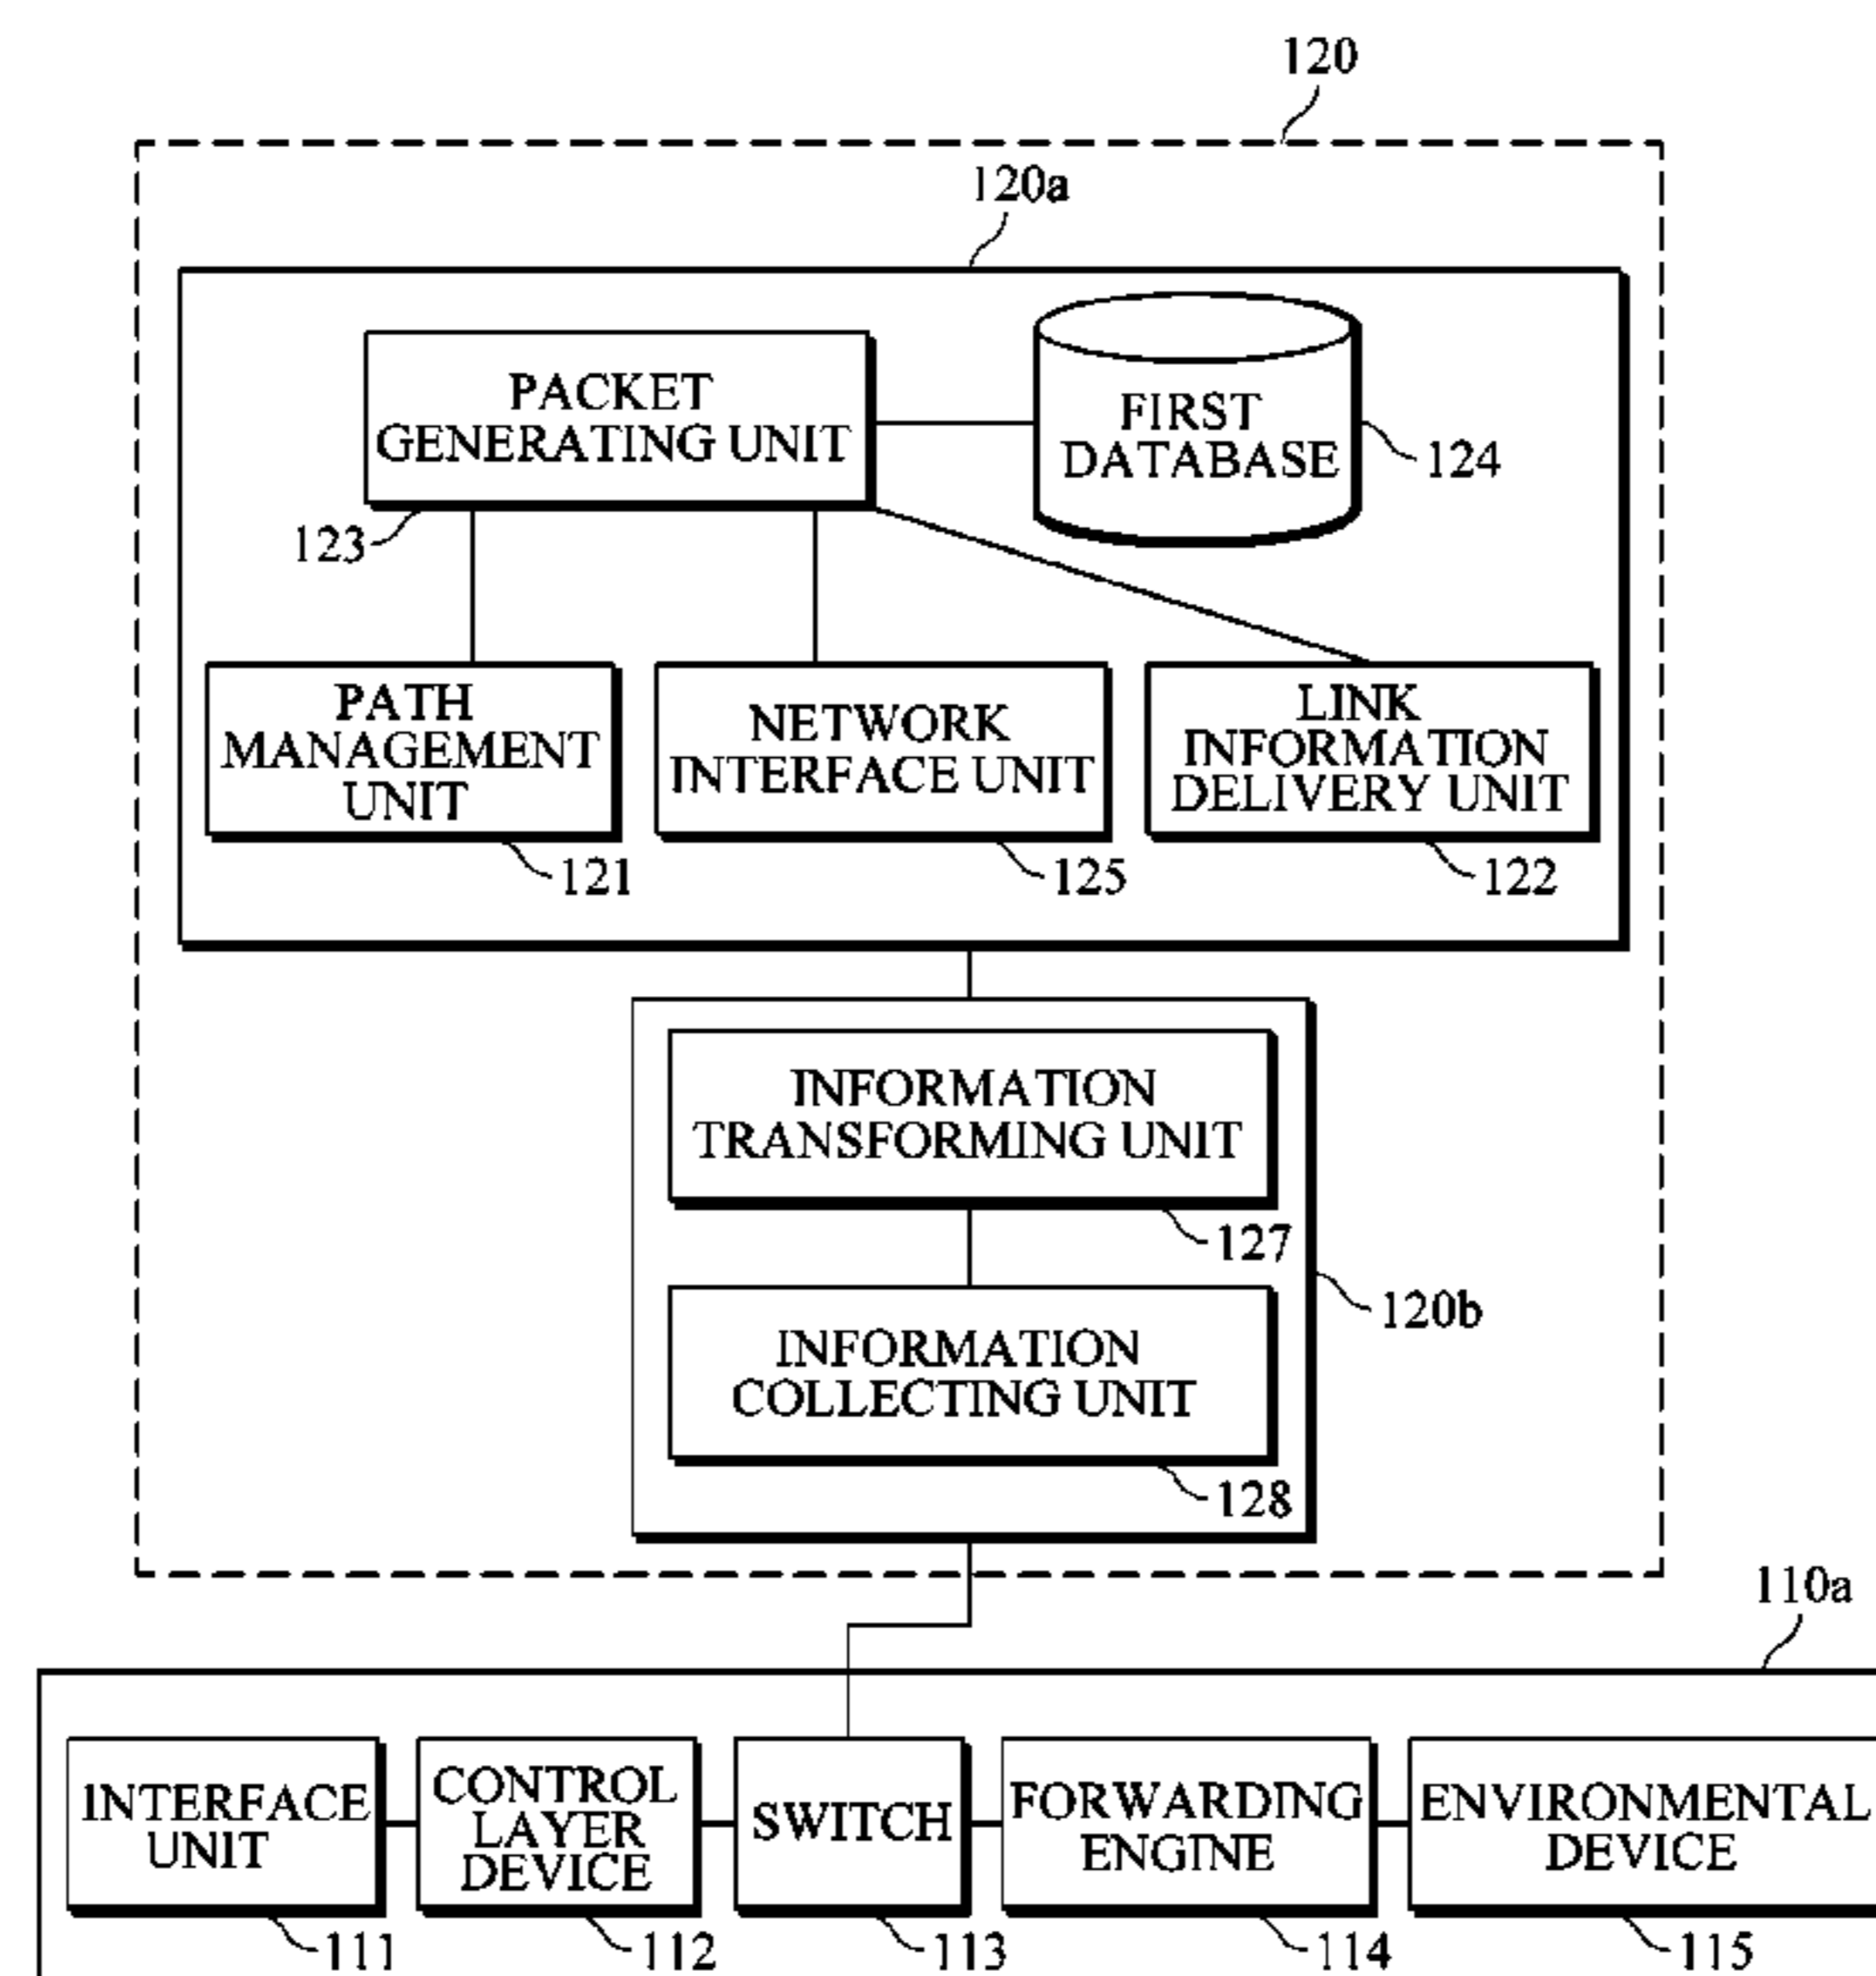 120
120a
PACKET
GENERATING UNIT
FIRST
DATABASE
124
123
PATH
MANAGEMENT
UNIT
NETWORK
INTERFACE UNIT
LINK
INFORMATION
DELIVERY UNIT
121
125
122
INFORMATION
TRANSFORMING UNIT
127
120b
INFORMATION
COLLECTING UNIT
128
110a
INTERFACE
UNIT
CONTROL
LAYER
DEVICE
SWITCH
FORWARDING
ENGINE
ENVIRONMENTAL
DEVICE
111
112
113
114
115